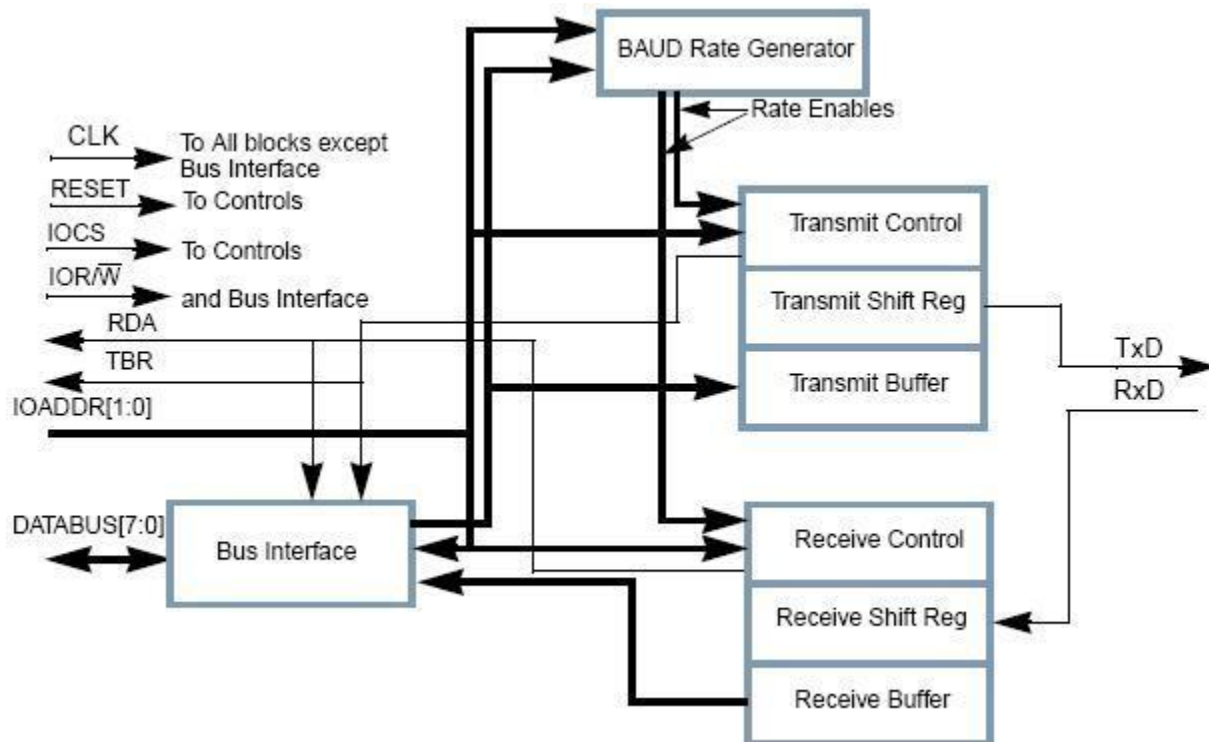 BAUD Rate Generator
Rate Enables
CLK
To All blocks except
Bus Interface
RESET
To Controls
IOCS
To Controls
IOR/W̅
and Bus Interface
RDA
TBR
IOADDR[1:0]
DATABUS[7:0]
Bus Interface
Transmit Control
Transmit Shift Reg
Transmit Buffer
TxD
RxD
Receive Control
Receive Shift Reg
Receive Buffer